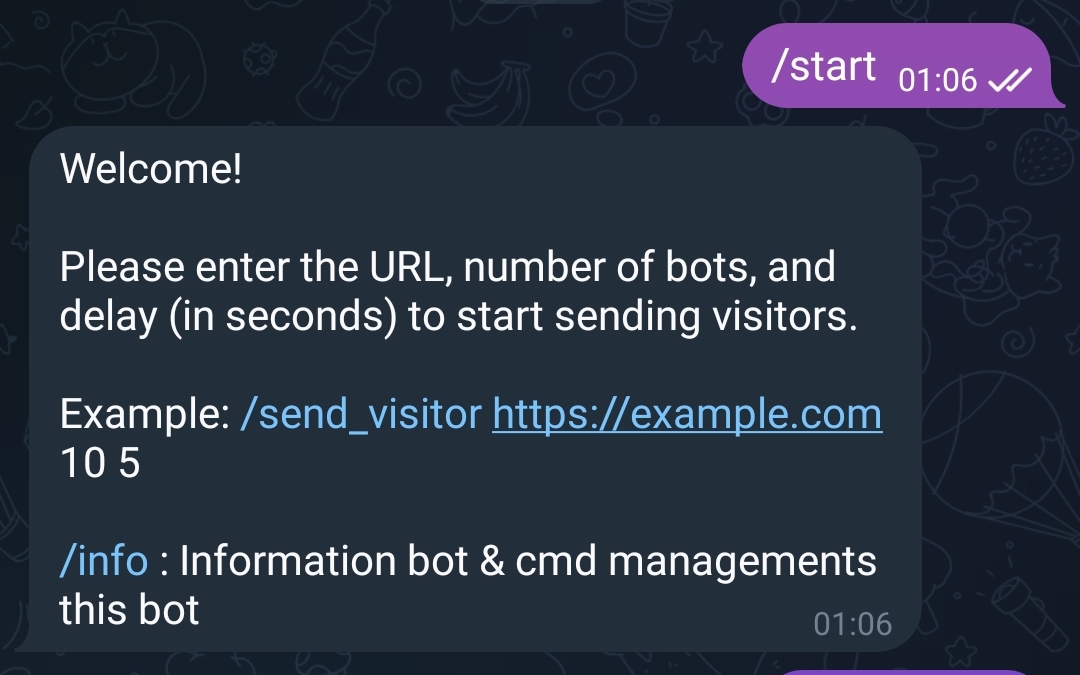 /start 01:06
Welcome!
Please enter the URL, number of bots, and
delay (in seconds) to start sending visitors.
Example: /send_visitor https://example.com
10 5
/info : Information bot & cmd managements
this bot
01:06